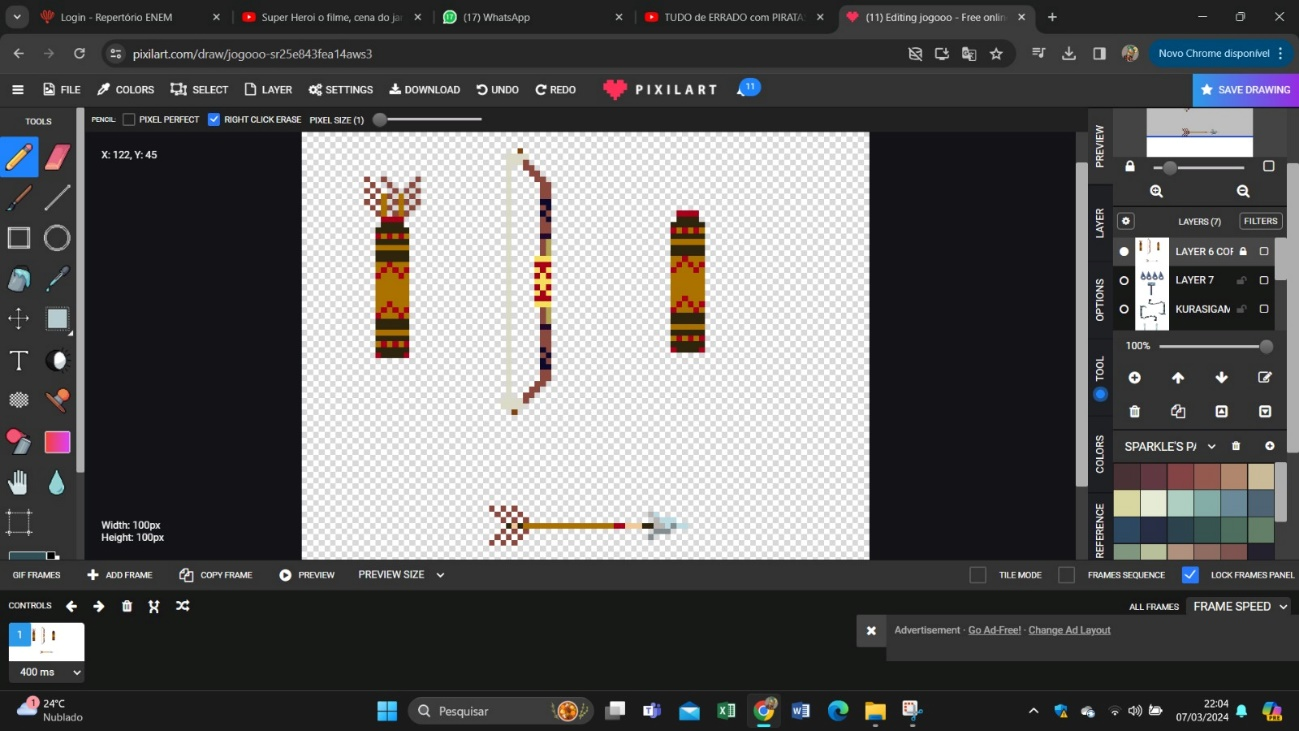 Login - Repertório ENEM
Super Heroi o filme, cena do jar
(17) WhatsApp
TUDO de ERRADO com PIRATA
(11) Editing jogooo - Free onlin
pixilart.com/draw/jogooo-sr25e843fea14aws3
Novo Chrome disponível
FILE COLORS SELECT LAYER SETTINGS DOWNLOAD UNDO REDO PIXILART 11 SAVE DRAWING
TOOLS
PENCIL: PIXEL PERFECT RIGHT CLICK ERASE PIXEL SIZE (1)
X: 122, Y: 45
Width: 100px
Height: 100px
PREVIEW
LAYER
OPTIONS
TOOL
COLORS
REFERENCE
LAYERS (7) FILTERS
LAYER 6 COF
LAYER 7
KURASIGAM
100%
SPARKLE'S PA
GIF FRAMES ADD FRAME COPY FRAME PREVIEW PREVIEW SIZE TILE MODE FRAMES SEQUENCE LOCK FRAMES PANEL
CONTROLS ALL FRAMES FRAME SPEED
1
400 ms
Advertisement · Go Ad-Free! · Change Ad Layout
1
24°C
Nublado
Pesquisar
22:04
07/03/2024
PRE